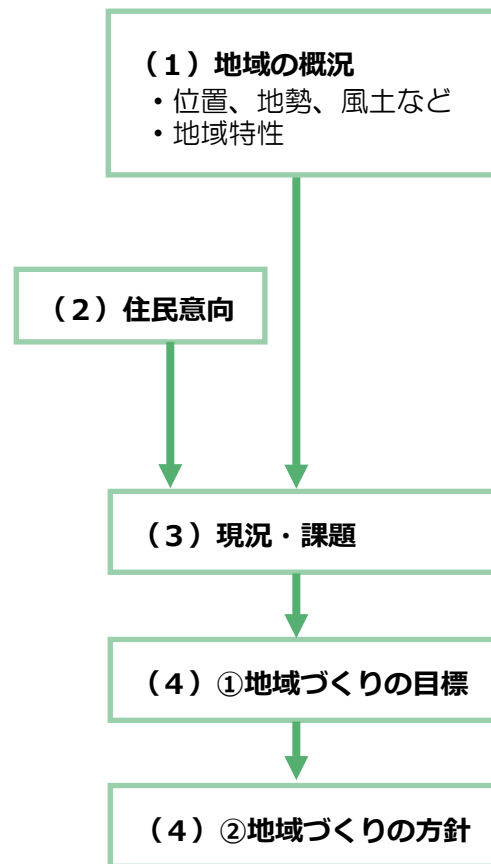 （1）地域の概況
・位置、地勢、風土など
・地域特性
（2）住民意向
（3）現況・課題
（4）①地域づくりの目標
（4）②地域づくりの方針